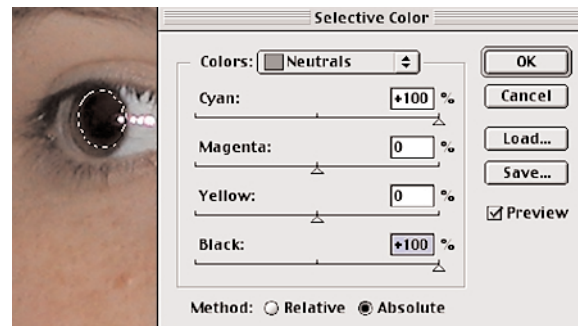 Selective Color
Colors: Neutrals
OK
Cyan: +100 %
Cancel
Magenta: 0 %
Load...
Save...
Yellow: 0 %
Preview
Black: +100 %
Method: Relative Absolute